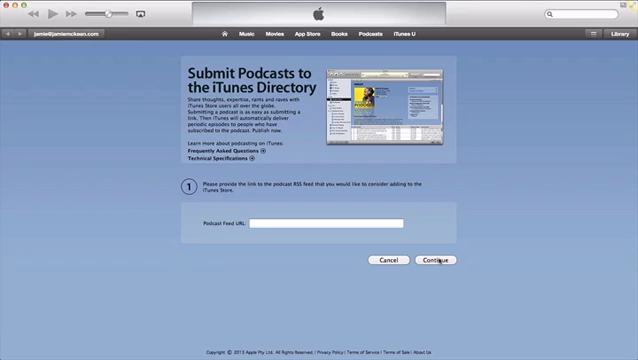 jamie@jamiemckean.com
Music
Movies
App Store
Books
Podcasts
iTunes U
Library
Submit Podcasts to
the iTunes Directory
Share thoughts, expertise, rants and raves with
iTunes Store users all over the globe.
Submitting a podcast is as easy as submitting a
link. Then iTunes will automatically deliver
periodic episodes to people who have
subscribed to the podcast. Publish now.
Learn more about podcasting on iTunes:
Frequently Asked Questions
Technical Specifications
1
Please provide the link to the podcast RSS feed that you would like to consider adding to the
iTunes Store.
Podcast Feed URL:
Cancel
Continue
Copyright © 2013 Apple Pty Ltd. All Rights Reserved. | Privacy Policy | Terms of Service | Terms of Sale | About Us